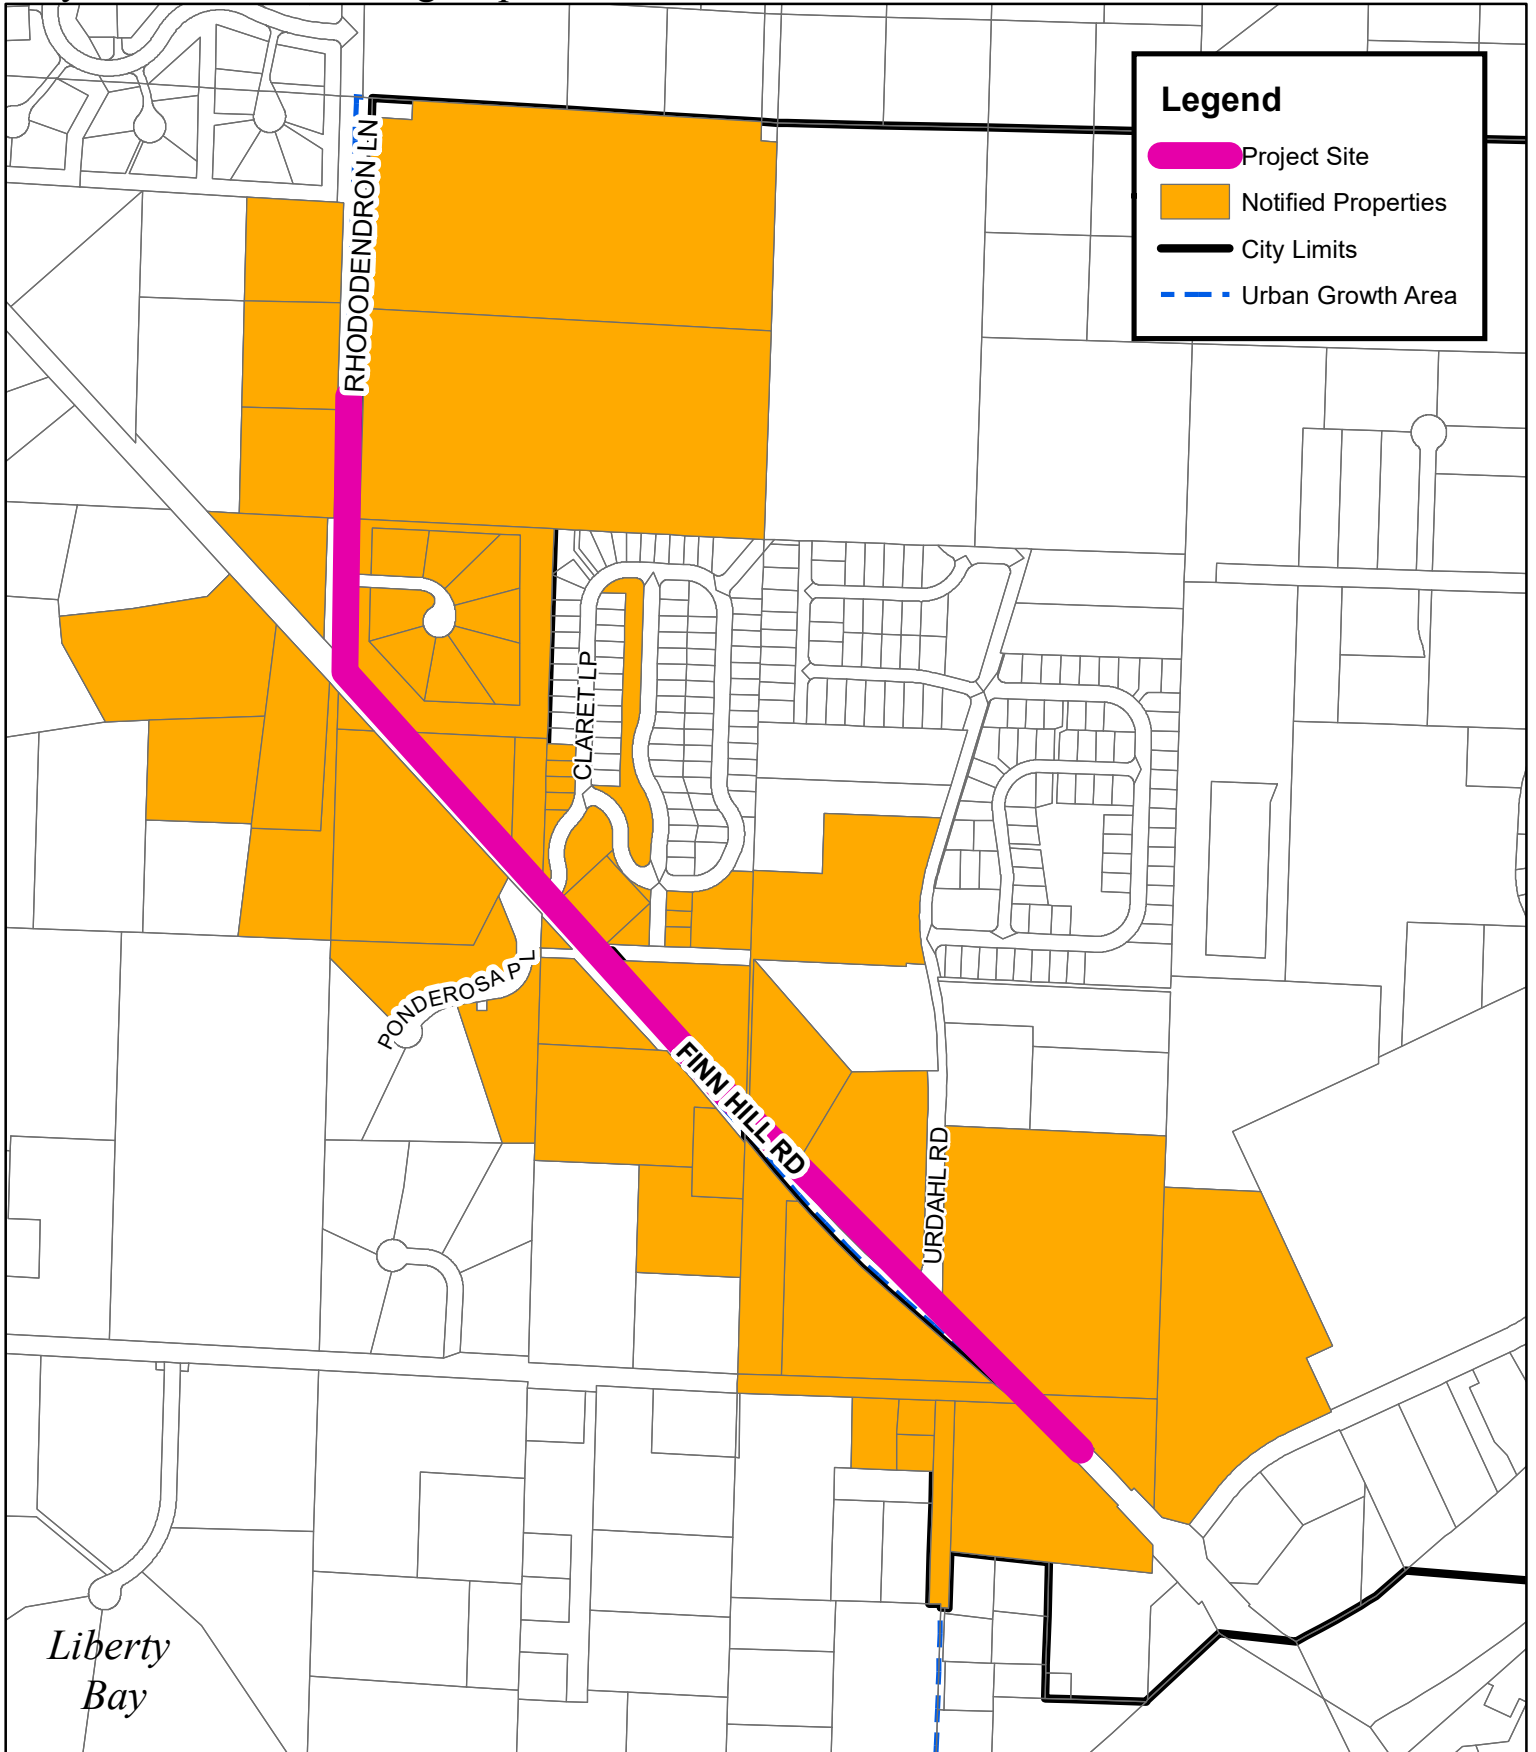 Legend
Project Site
Notified Properties
City Limits
Urban Growth Area
RHODODENDRON LN
CLARET LP
PONDEROSA PL
FINN HILL RD
URDAHL RD
Liberty
Bay